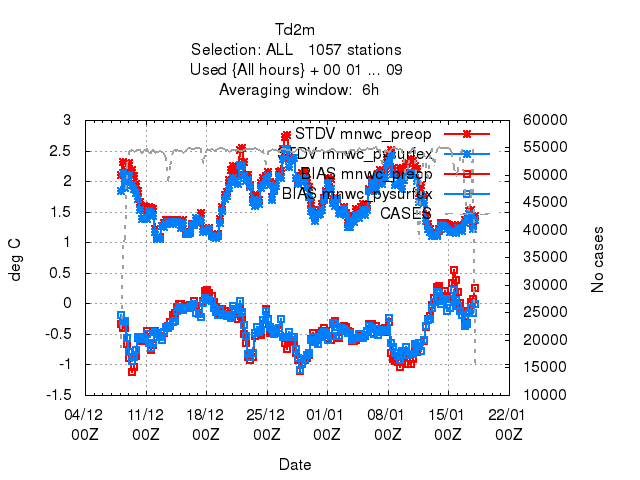 Td2m
Selection: ALL 1057 stations
Used {All hours} + 00 01 ... 09
Averaging window: 6h
3
2.5
2
1.5
1
0.5
0
-0.5
-1
-1.5
deg C
60000
55000
50000
45000
40000
35000
30000
25000
20000
15000
10000
No cases
STDV mnwc_preop
STDV mnwc_pysurfex
BIAS mnwc_preop
BIAS mnwc_pysurfex
CASES
04/12 11/12 18/12 25/12 01/01 08/01 15/01 22/01
00Z 00Z 00Z 00Z 00Z 00Z 00Z 00Z
Date